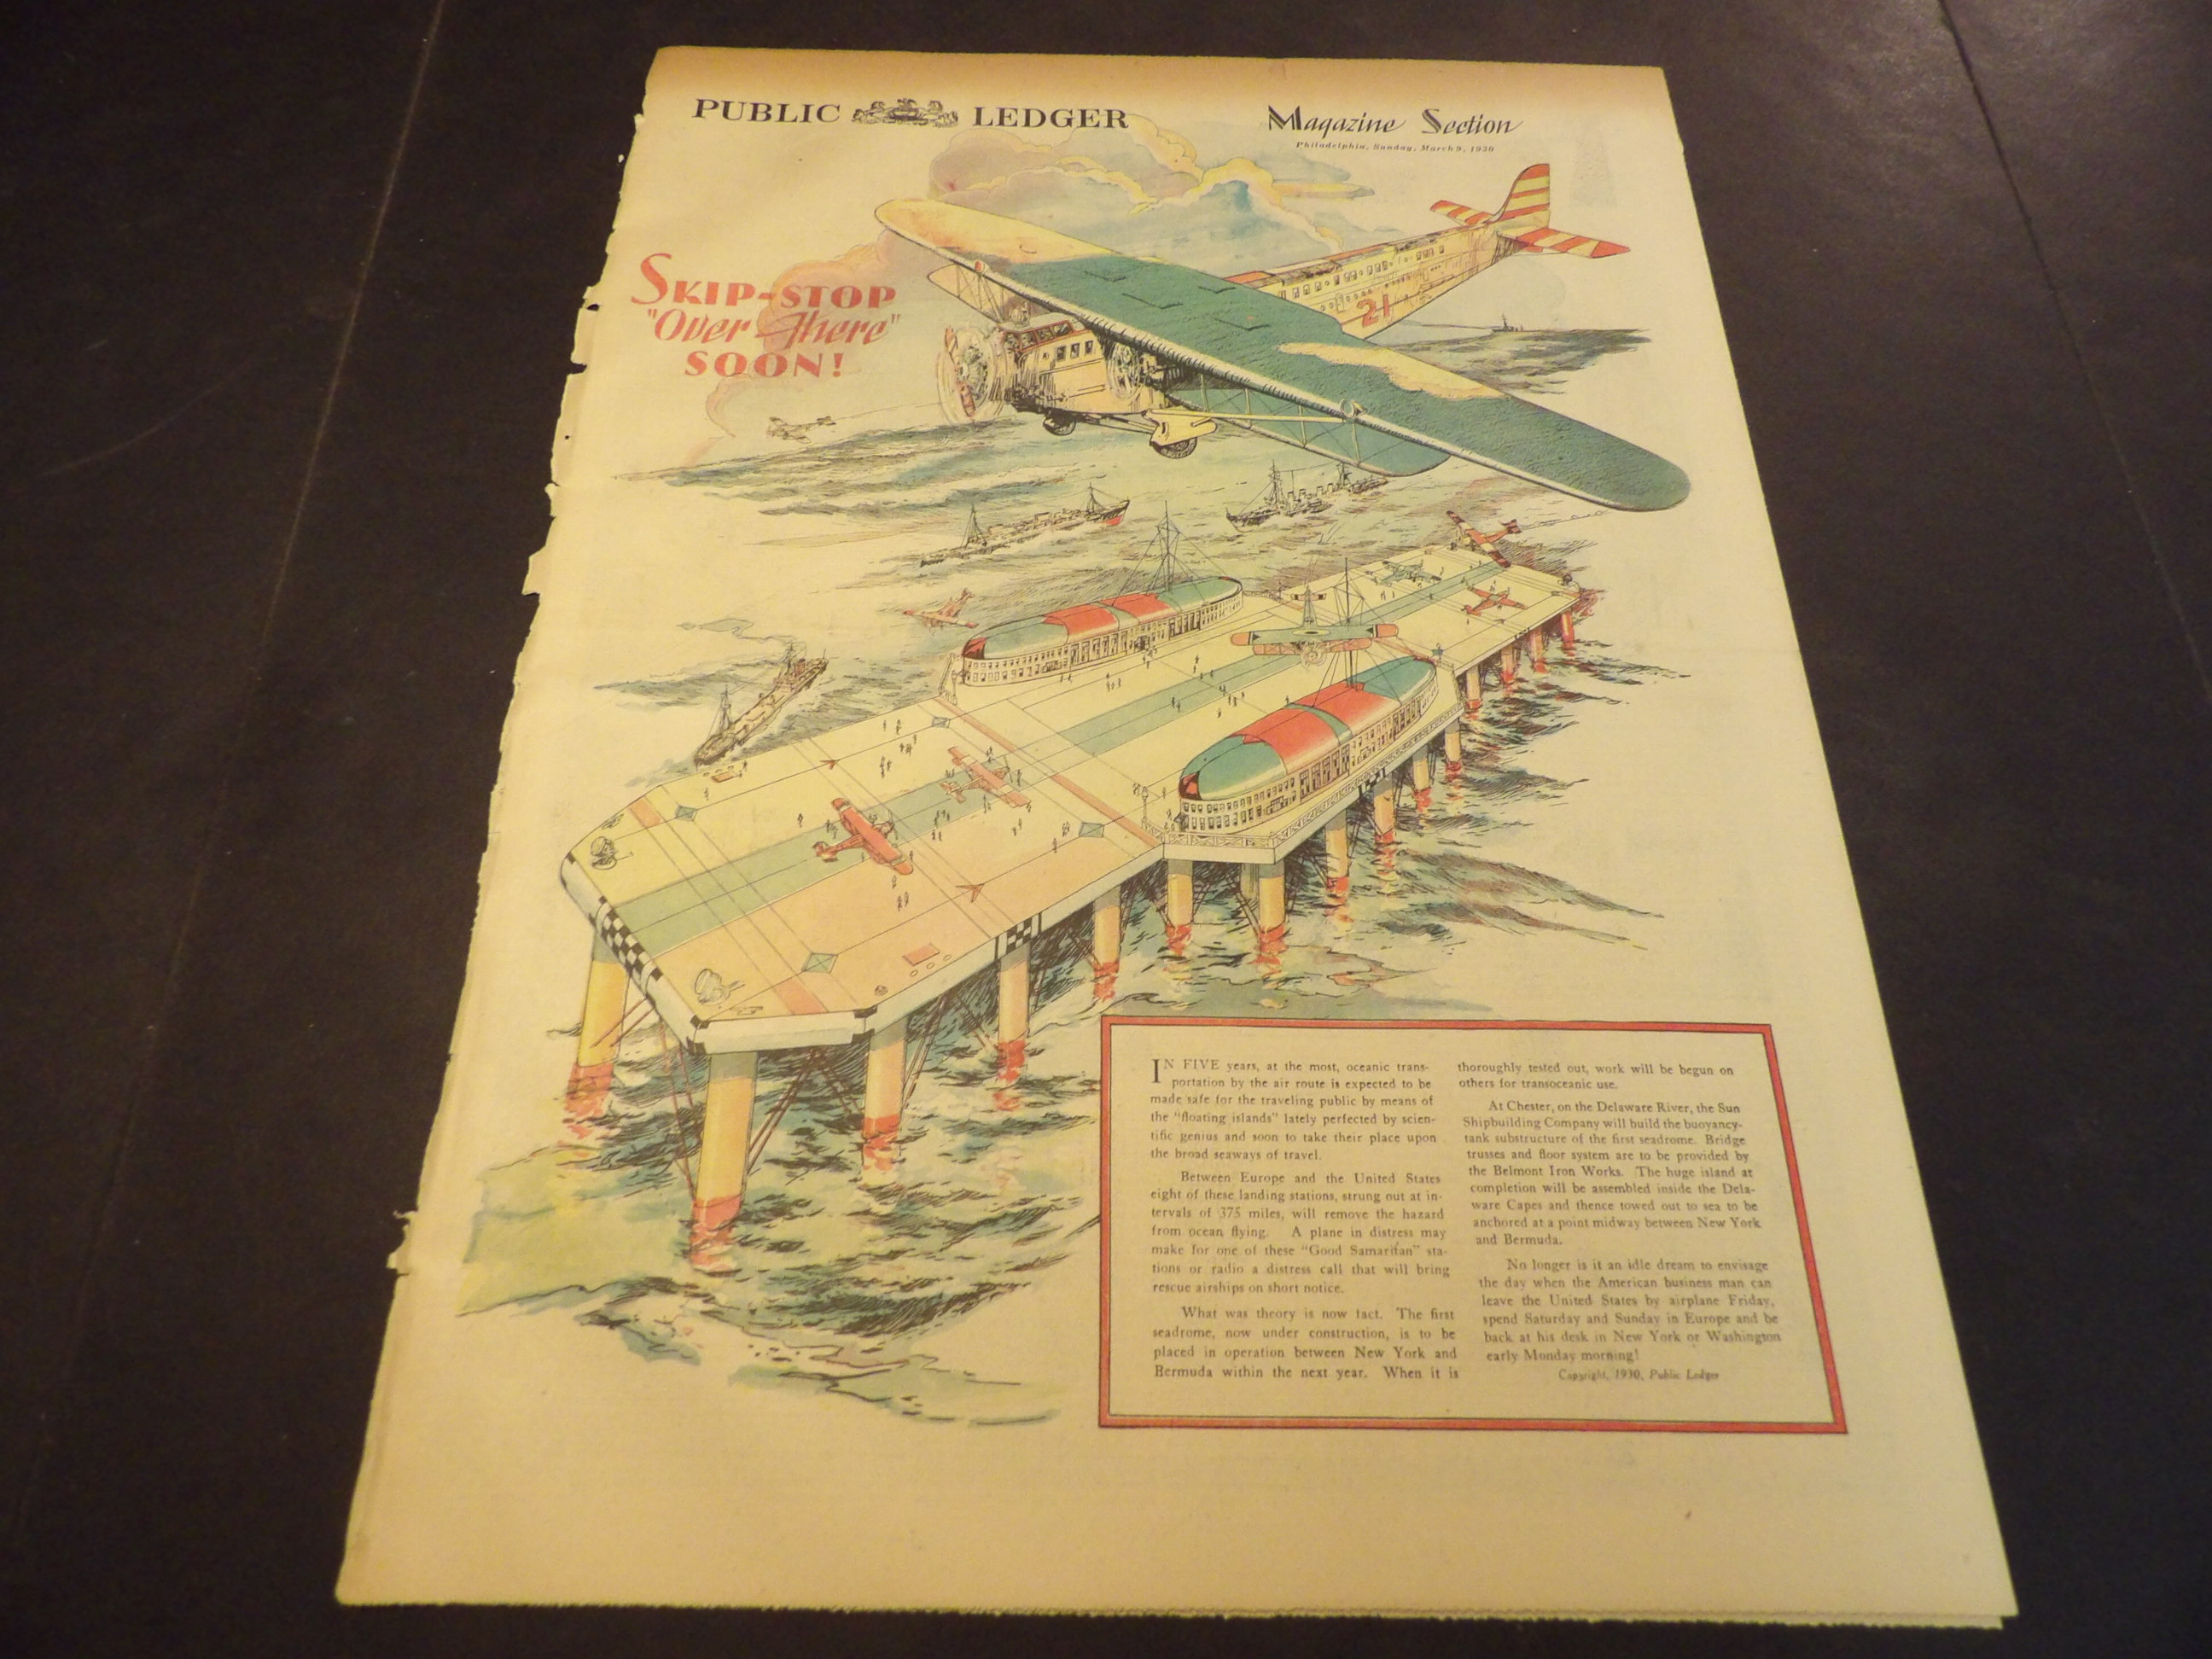 PUBLIC LEDGER
Magazine Section
Philadelphia, Sunday, March 9, 1930
SKIP-STOP
"Over There"
SOON!
21
IN FIVE years, at the most, oceanic trans-
portation by the air route is expected to be
made safe for the traveling public by means of
the "floating islands" lately perfected by scien-
tific genius and soon to take their place upon
the broad seaways of travel.
Between Europe and the United States
eight of these landing stations, strung out at in-
tervals of 375 miles, will remove the hazard
from ocean flying. A plane in distress may
make for one of these "Good Samaritan" sta-
tions or radio a distress call that will bring
rescue airships on short notice.
What was theory is now fact. The first
seadrome, now under construction, is to be
placed in operation between New York and
Bermuda within the next year. When it is
thoroughly tested out, work will be begun on
others for transoceanic use.
At Chester, on the Delaware River, the Sun
Shipbuilding Company will build the buoyancy-
tank substructure of the first seadrome. Bridge
trusses and floor system are to be provided by
the Belmont Iron Works. The huge island at
completion will be assembled inside the Dela-
ware Capes and thence towed out to sea to be
anchored at a point midway between New York
and Bermuda.
No longer is it an idle dream to envisage
the day when the American business man can
leave the United States by airplane Friday,
spend Saturday and Sunday in Europe and be
back at his desk in New York or Washington
early Monday morning!
Copyright, 1930, Public Ledger